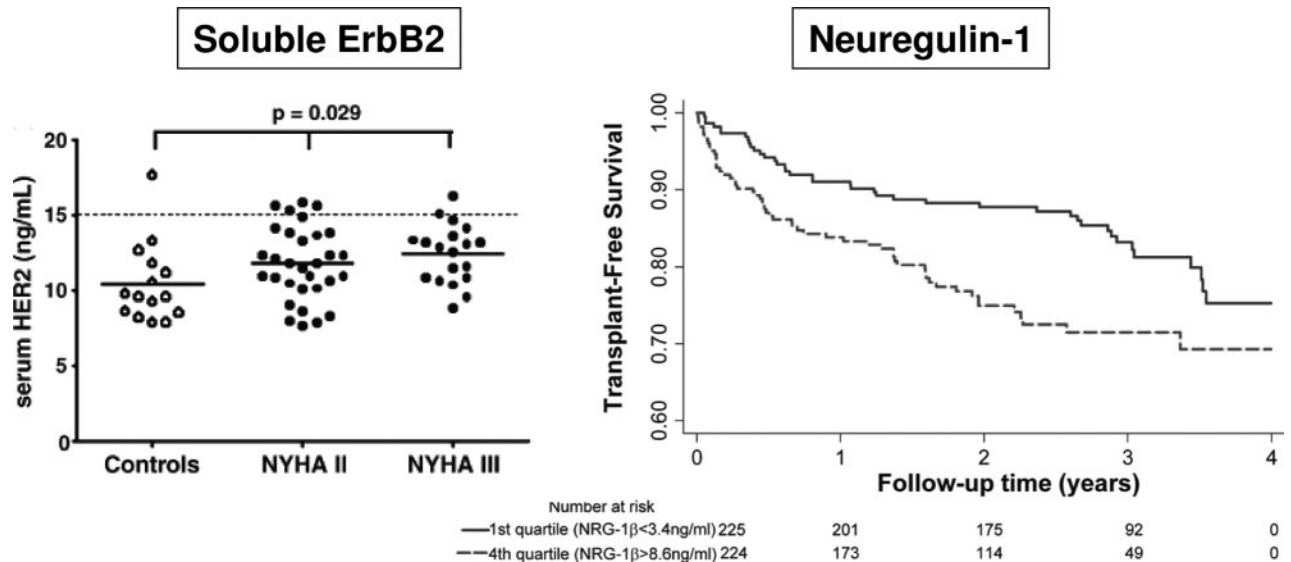 Soluble ErbB2
p = 0.029
serum HER2 (ng/mL)
20
15
10
5
0
Controls NYHA II NYHA III
Neuregulin-1
Transplant-Free Survival
1.00
0.90
0.80
0.70
0.60
0 1 2 3 4
Follow-up time (years)
Number at risk
1st quartile (NRG-1β<3.4ng/ml) 225 201 175 92 0
4th quartile (NRG-1β>8.6ng/ml) 224 173 114 49 0